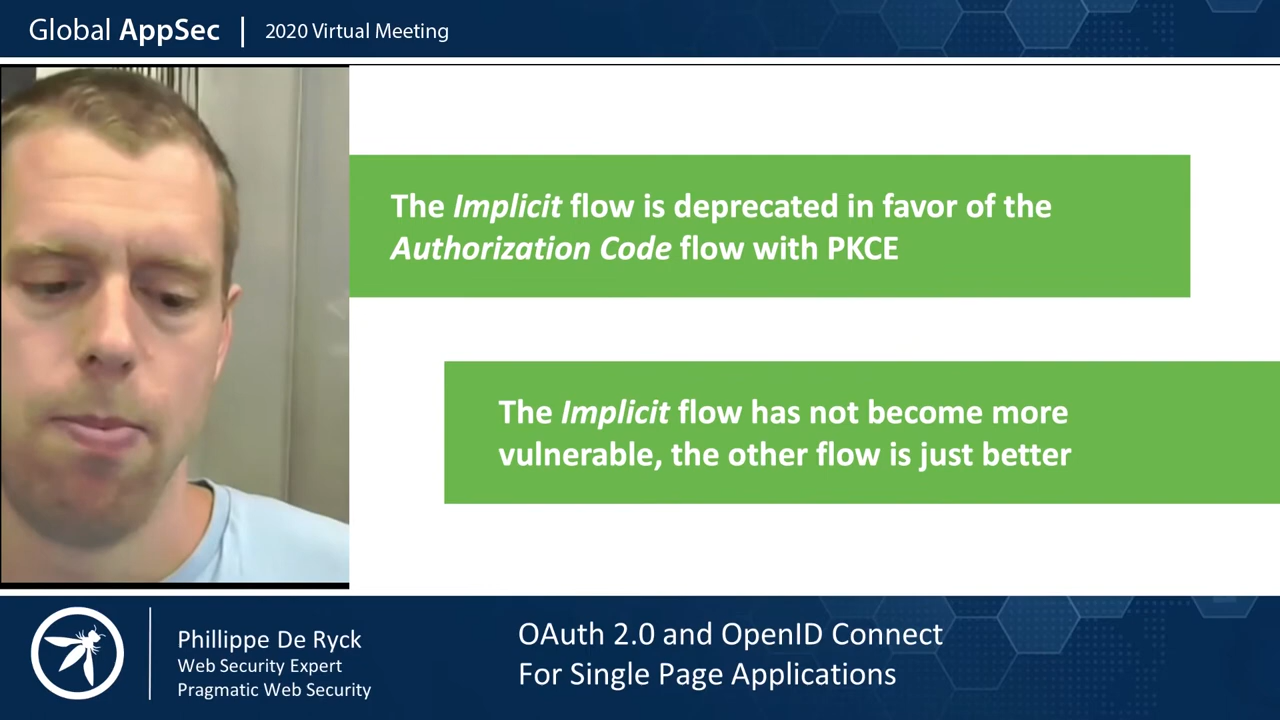 Global AppSec | 2020 Virtual Meeting
The Implicit flow is deprecated in favor of the
Authorization Code flow with PKCE
The Implicit flow has not become more
vulnerable, the other flow is just better
Phillippe De Ryck
Web Security Expert
Pragmatic Web Security
OAuth 2.0 and OpenID Connect
For Single Page Applications